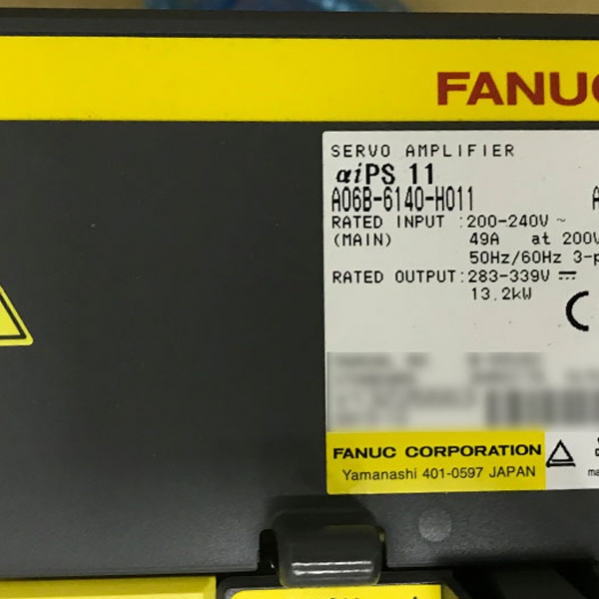 FANUC
SERVO AMPLIFIER
αiPS 11
A06B-6140-H011
RATED INPUT :200-240V ~
(MAIN) 49A at 200V
50Hz/60Hz 3-p
RATED OUTPUT:283-339V ⎓
13.2kW
CE
FANUC CORPORATION
Yamanashi 401-0597 JAPAN